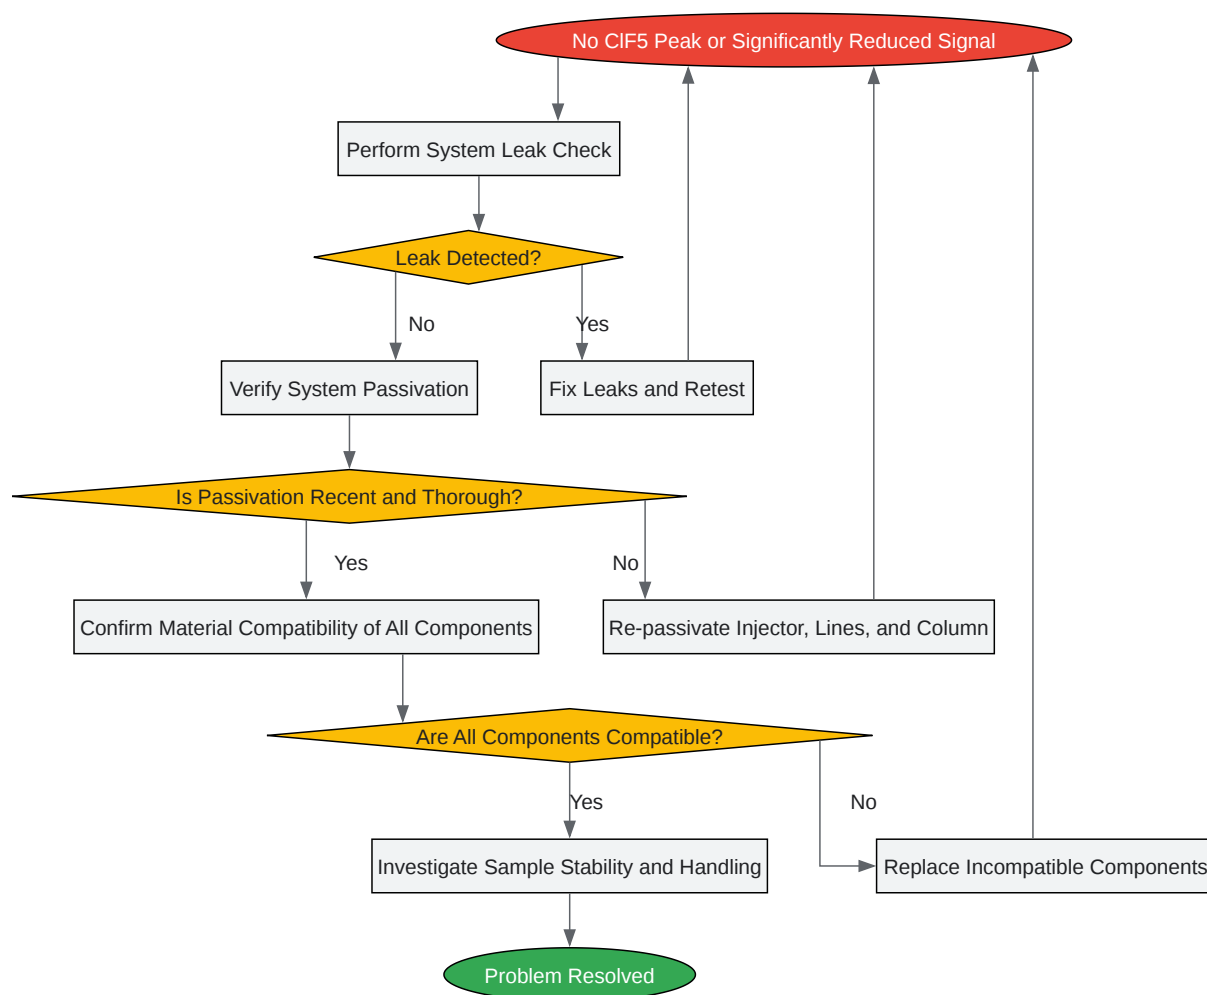 No ClF5 Peak or Significantly Reduced Signal
Perform System Leak Check
Leak Detected?
No
Yes
Verify System Passivation
Fix Leaks and Retest
Is Passivation Recent and Thorough?
Yes
No
Confirm Material Compatibility of All Components
Re-passivate Injector, Lines, and Column
Are All Components Compatible?
Yes
No
Investigate Sample Stability and Handling
Replace Incompatible Components
Problem Resolved